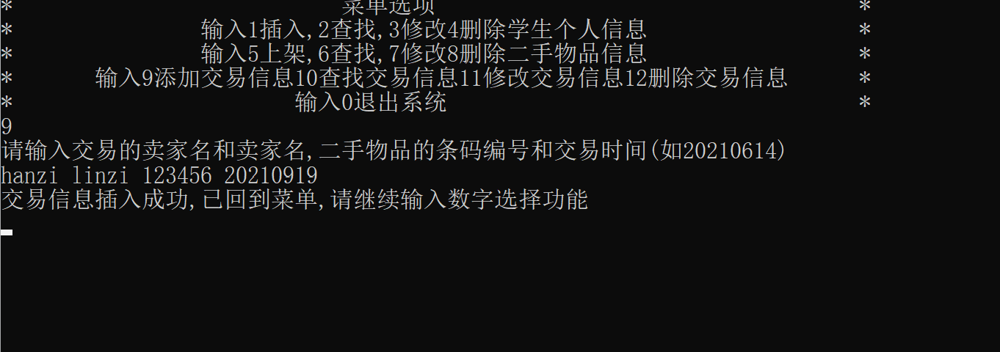 * 菜单选项 *
* 输入1插入,2查找,3修改4删除学生个人信息 *
* 输入5上架,6查找,7修改8删除二手物品信息 *
* 输入9添加交易信息10查找交易信息11修改交易信息12删除交易信息 *
* 输入0退出系统 *
9
请输入交易的卖家名和卖家名,二手物品的条码编号和交易时间(如20210614)
hanzi linzi 123456 20210919
交易信息插入成功,已回到菜单,请继续输入数字选择功能